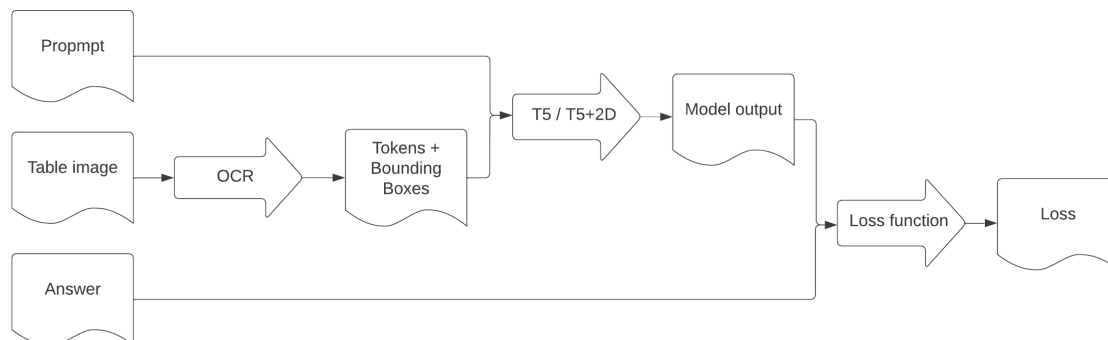 Propmpt
Table image
OCR
Tokens +
Bounding
Boxes
T5 / T5+2D
Model output
Answer
Loss function
Loss